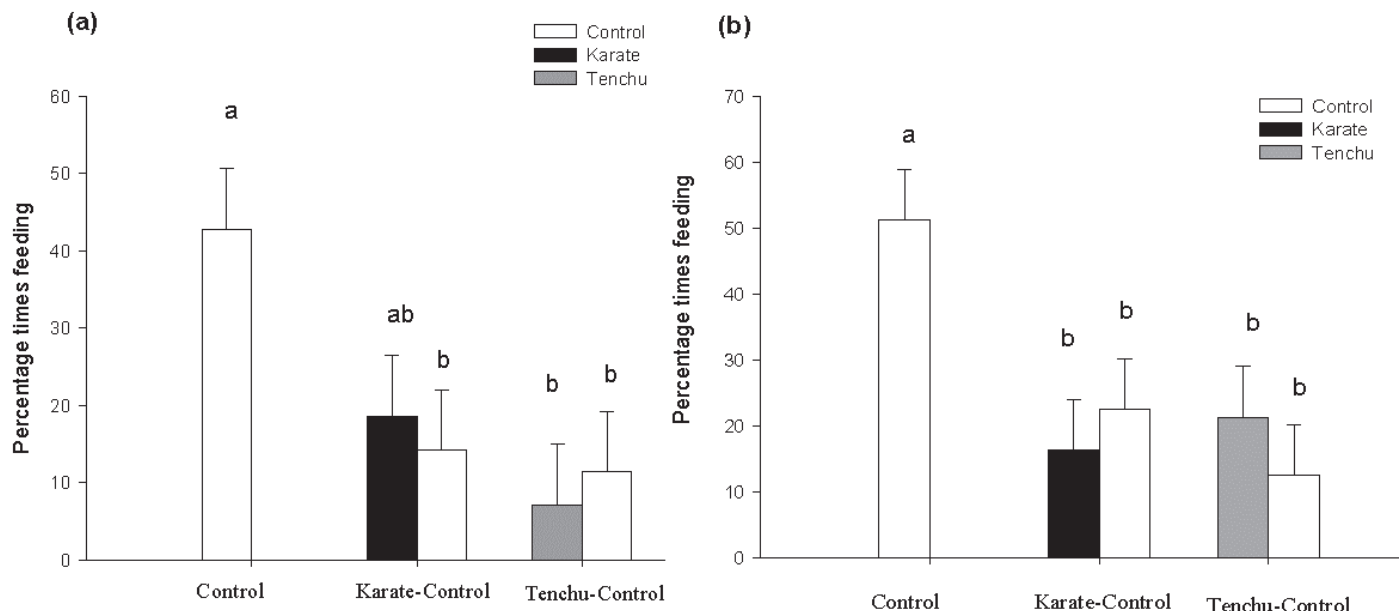 (a)
Control
Karate
Tenchu
60
50
40
30
20
10
0
Percentage times feeding
a
ab
b
b
b
Control
Karate-Control
Tenchu-Control
(b)
Control
Karate
Tenchu
70
60
50
40
30
20
10
0
Percentage times feeding
a
b
b
b
b
Control
Karate-Control
Tenchu-Control